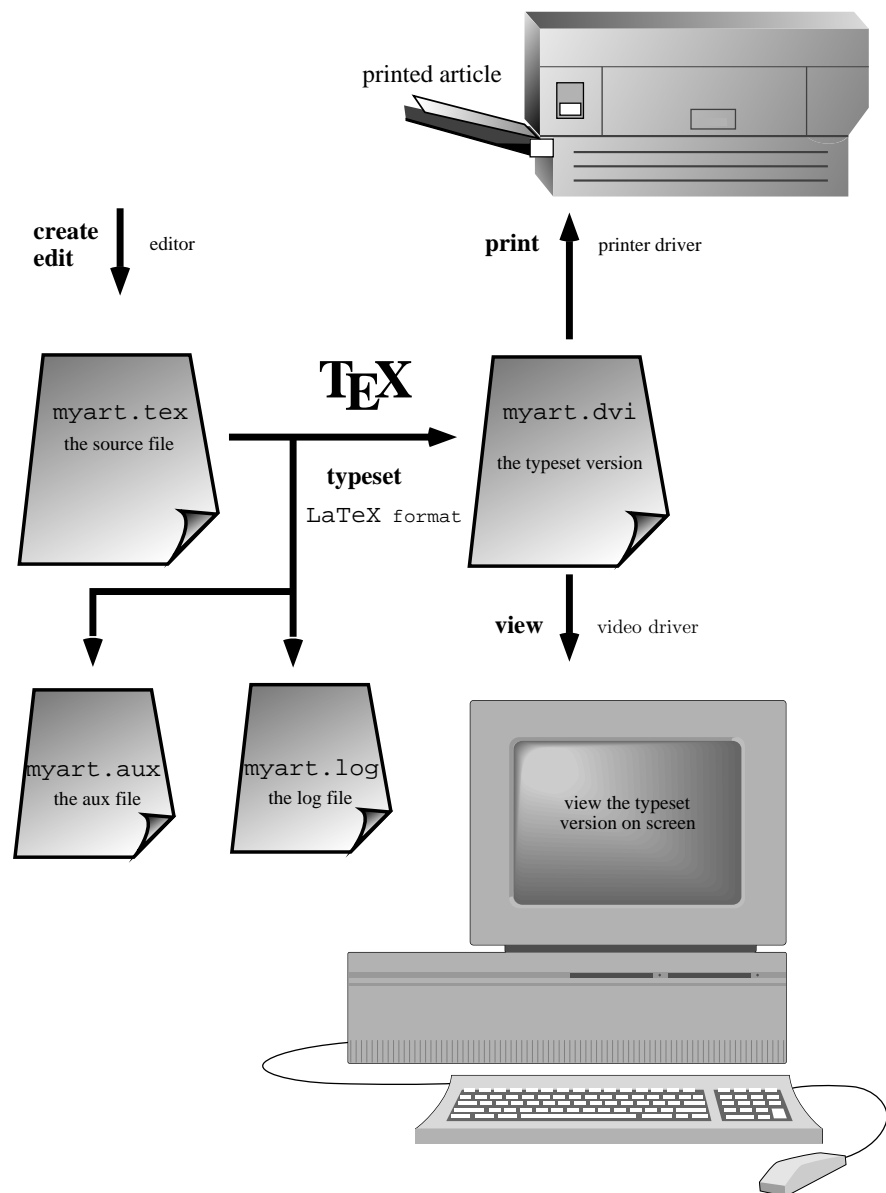 printed article
create
edit
editor
print
printer driver
TEX
myart.tex
the source file
typeset
LaTeX format
myart.dvi
the typeset version
view
video driver
myart.aux
the aux file
myart.log
the log file
view the typeset
version on screen